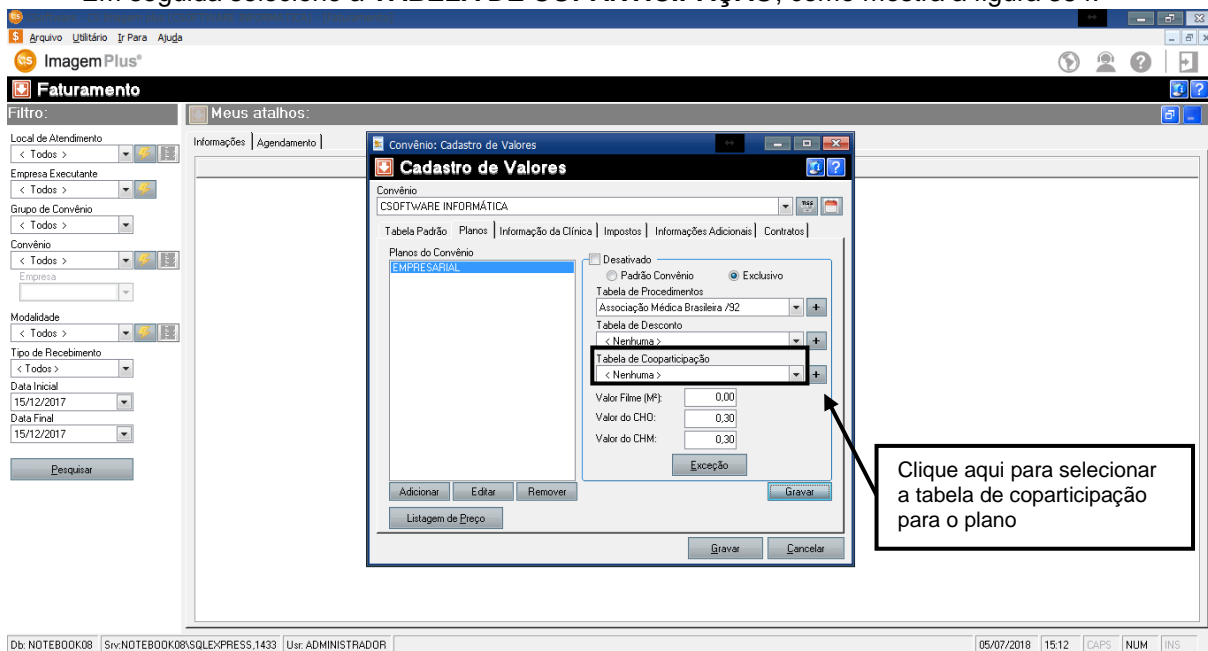 Em seguida selecione a TABELA DE COPARTICIPAÇÃO, como mostra a figura
Arquivo Utilitário Ir Para Ajuda
cs ImagemPlus®
Faturamento
Filtro:
Meus atalhos:
Local de Atendimento
< Todos >
Empresa Executante
< Todos >
Grupo de Convênio
< Todos >
Convênio
< Todos >
Empresa
Modalidade
< Todos >
Tipo de Recebimento
< Todos >
Data Inicial
15/12/2017
Data Final
15/12/2017
Pesquisar
Informações Agendamento
Convênio: Cadastro de Valores
Cadastro de Valores
Convênio
CSOFTWARE INFORMÁTICA
Tabela Padrão Planos Informação da Clínica Impostos Informações Adicionais Contratos
Planos do Convênio
EMPRESARIAL
Desativado
Padrão Convênio Exclusivo
Tabela de Procedimentos
Associação Médica Brasileira /92
Tabela de Desconto
< Nenhuma >
Tabela de Cooparticipação
< Nenhuma >
Valor Filme (M²): 0,00
Valor do CHO: 0,30
Valor do CHM: 0,30
Exceção
Adicionar Editar Remover Gravar
Listagem de Preço
Gravar Cancelar
Clique aqui para selecionar
a tabela de coparticipação
para o plano
Db: NOTEBOOK08 Srv:NOTEBOOK08\SQLEXPRESS,1433 Usr: ADMINISTRADOR 05/07/2018 15:12 CAPS NUM INS